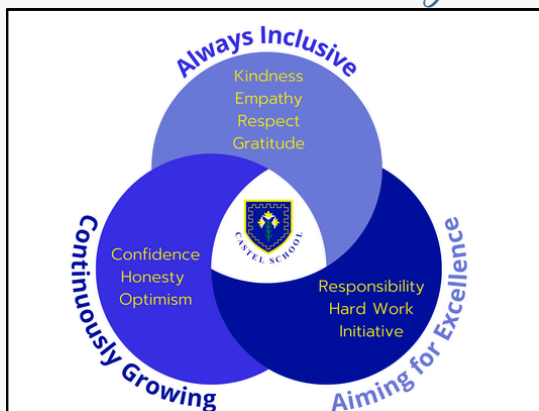 Always Inclusive
Kindness
Empathy
Respect
Gratitude
Continuously Growing
Confidence
Honesty
Optimism
CASTEL SCHOOL
Responsibility
Hard Work
Initiative
Aiming for Excellence